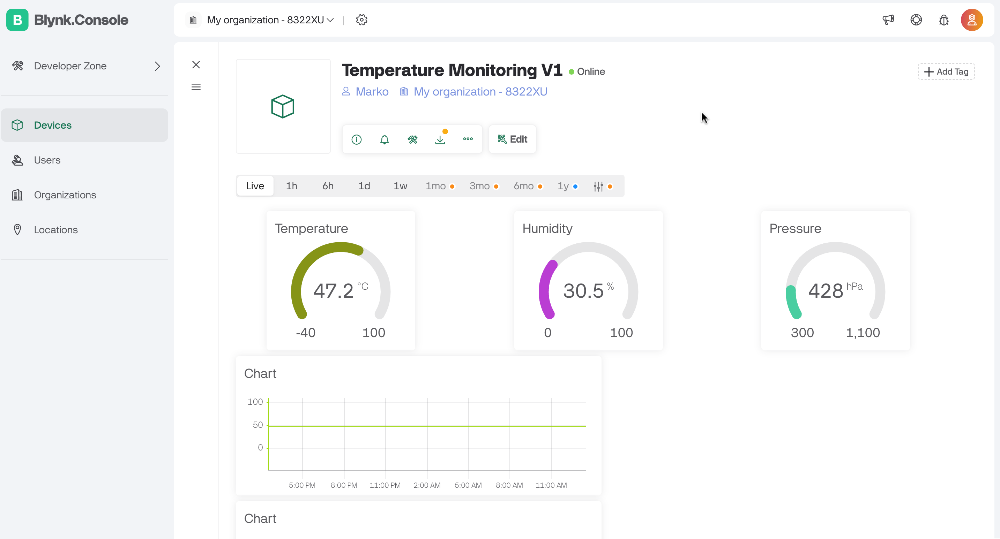 B Blynk.Console
My organization - 8322XU
Developer Zone
Devices
Users
Organizations
Locations
Temperature Monitoring V1
Online
Add Tag
Marko
My organization - 8322XU
Edit
Live 1h 6h 1d 1w 1mo 3mo 6mo 1y
Temperature
47.2 °C
-40 100
Humidity
30.5 %
0 100
Pressure
428 hPa
300 1,100
Chart
100
50
0
5:00 PM 8:00 PM 11:00 PM 2:00 AM 5:00 AM 8:00 AM 11:00 AM
Chart